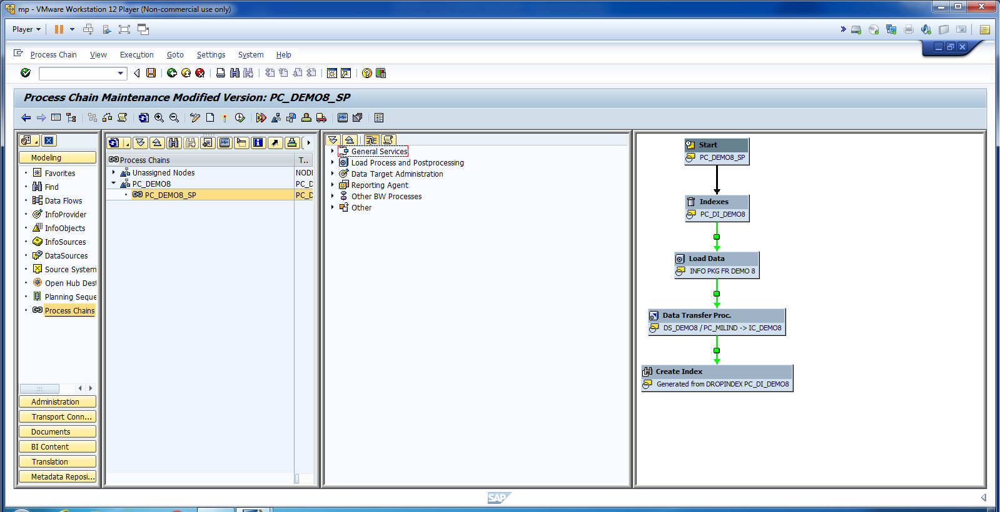 mp - VMware Workstation 12 Player (Non-commercial use only)
Player
Process Chain View Execution Goto Settings System Help
Process Chain Maintenance Modified Version: PC_DEMO8_SP
Modeling
Favorites
Find
Data Flows
InfoProvider
InfoObjects
InfoSources
DataSources
Source System
Open Hub Dest
Planning Seque
Process Chains
Administration
Transport Conn...
Documents
BI Content
Translation
Metadata Reposi...
Process Chains T..
Unassigned Nodes NODI
PC_DEMO8 PC_D
PC_DEMO8_SP PC_D
General Services
Load Process and Postprocessing
Data Target Administration
Reporting Agent
Other BW Processes
Other
Start
PC_DEMO8_SP
Indexes
PC_DI_DEMO8
Load Data
INFO PKG FR DEMO 8
Data Transfer Proc.
DS_DEMO8 / PC_MILIND -> IC_DEMO8
Create Index
Generated from DROPINDEX PC_DI_DEMO8
SAP